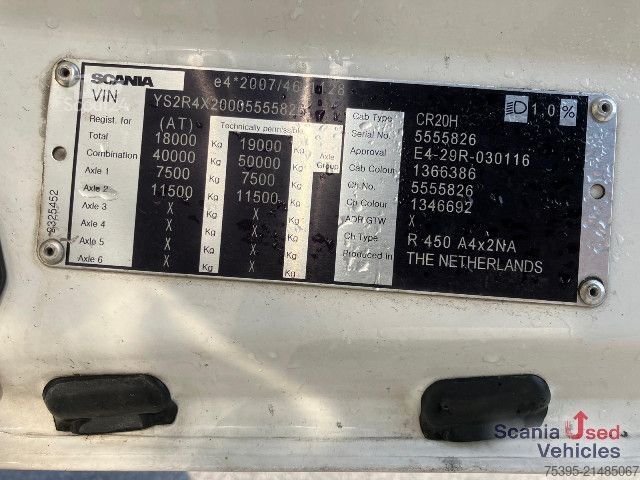 SCANIA
e4*2007/46
VIN YS2R4X20005555826
Regist. for (AT) Technically permissible
Total 18000 Kg 19000 Kg
Combination 40000 Kg 50000 Kg Axle Group
Axle 1 7500 Kg 7500 Kg
Axle 2 11500 Kg 11500 Kg
Axle 3 X Kg X Kg
Axle 4 X Kg X Kg
Axle 5 X Kg X Kg
Axle 6 X Kg X Kg
9325452
1.0 %
Cab Type CR20H
Serial No. 5555826
Approval E4-29R-030116
Cab Colour 1366386
Ch No. 5555826
Cp Colour 1346692
ADR GTW X
Ch Type R 450 A4x2NA
Produced in THE NETHERLANDS
Scania Used
Vehicles
75395-21485067